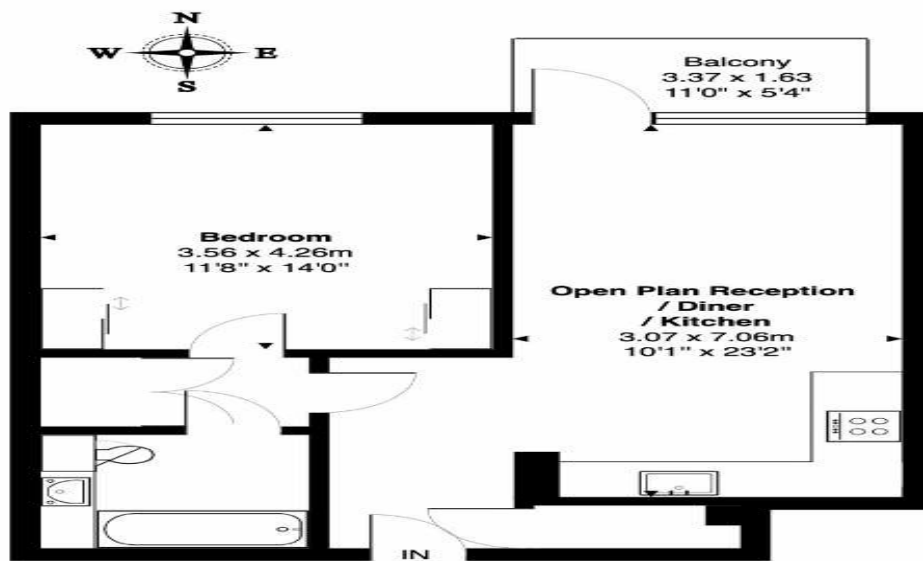 N
W E
S
Balcony
3.37 x 1.63
11'0" x 5'4"
Bedroom
3.56 x 4.26m
11'8" x 14'0"
Open Plan Reception
/ Diner
/ Kitchen
3.07 x 7.06m
10'1" x 23'2"
IN